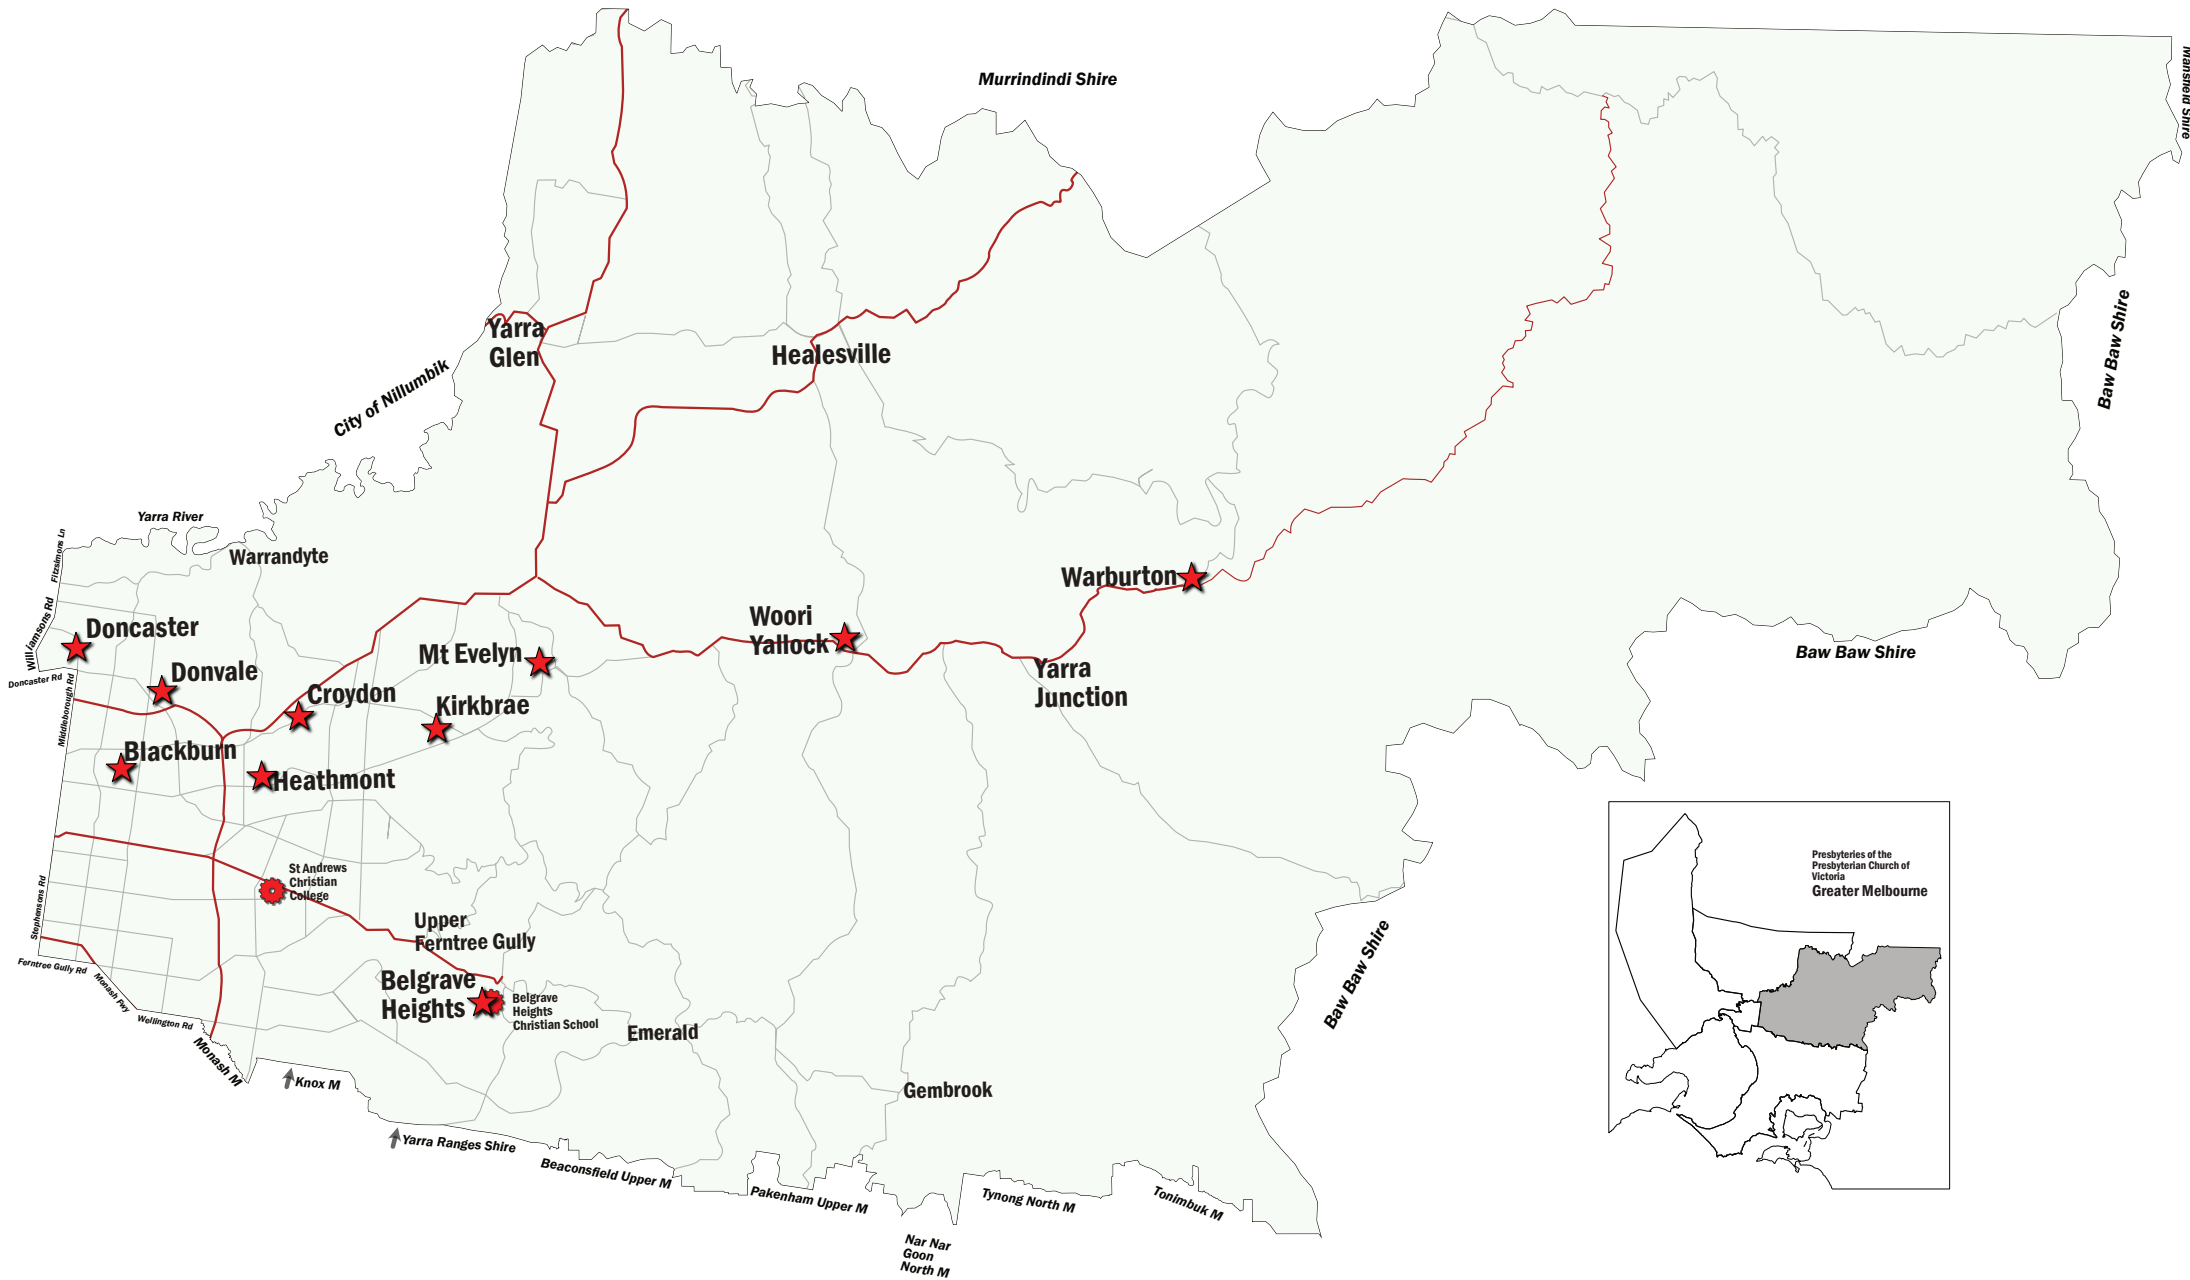 Murrindindi Shire
Mansfield Shire
Yarra
Glen
Healesville
City of Nillumbik
Baw Baw Shire
Yarra River
Fitzsimons Ln
Warrandyte
Warburton
Williamsons Rd
Doncaster
Woori
Yallock
Mt Evelyn
Baw Baw Shire
Doncaster Rd
Donvale
Yarra
Junction
Croydon
Kirkbrae
Middleborough Rd
Blackburn
Heathmont
St Andrews
Christian
College
Presbyteries of the
Presbyterian Church of
Victoria
Greater Melbourne
Stephensons Rd
Upper
Ferntree Gully
Ferntree Gully Rd
Monash Fwy
Belgrave
Heights
Belgrave
Heights
Christian School
Wellington Rd
Emerald
Baw Baw Shire
Monash M
Knox M
Gembrook
Yarra Ranges Shire
Beaconsfield Upper M
Pakenham Upper M
Tynong North M
Tonimbuk M
Nar Nar
Goon
North M